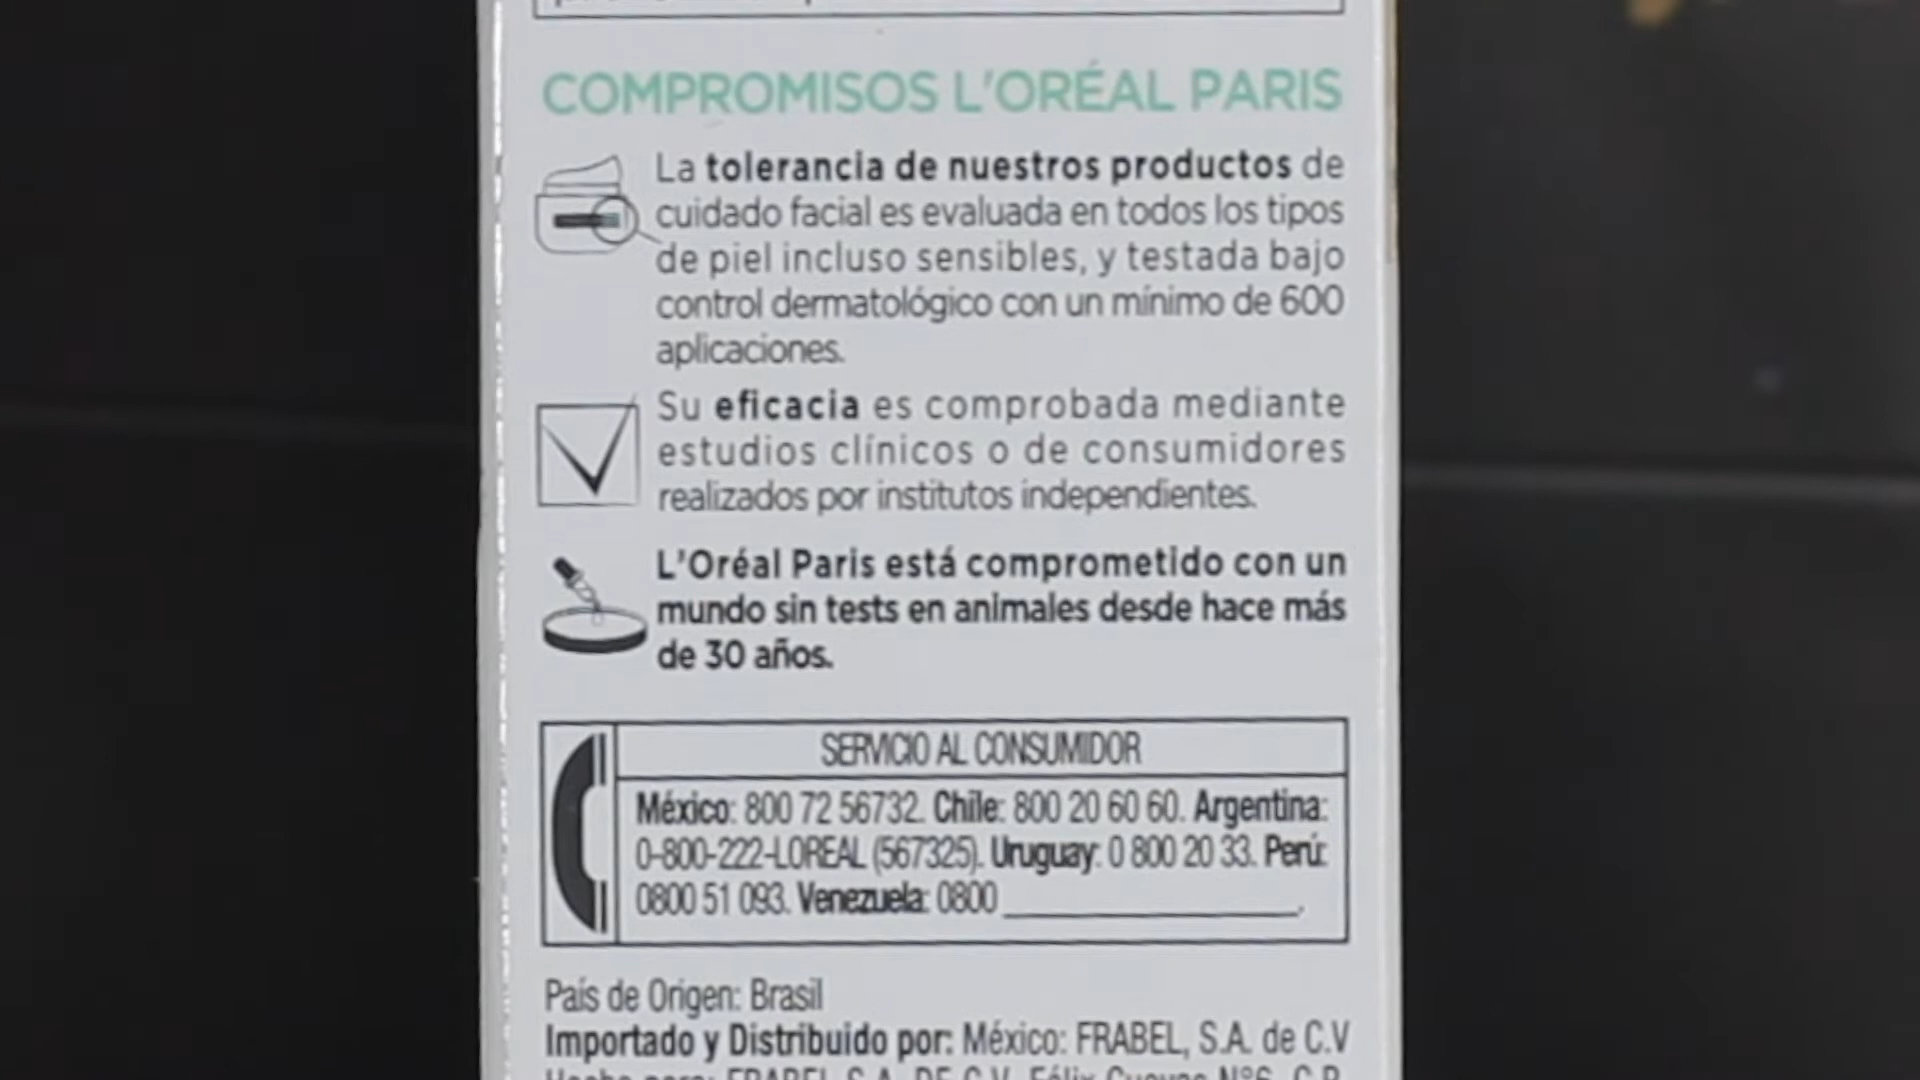 COMPROMISOS L'ORÉAL PARIS
La tolerancia de nuestros productos de
cuidado facial es evaluada en todos los tipos
de piel incluso sensibles, y testada bajo
control dermatológico con un mínimo de 600
aplicaciones.
Su eficacia es comprobada mediante
estudios clínicos o de consumidores
realizados por institutos independientes.
L'Oréal Paris está comprometido con un
mundo sin tests en animales desde hace más
de 30 años.
SERVICIO AL CONSUMIDOR
México: 800 72 56732. Chile: 800 20 60 60. Argentina:
0-800-222-LOREAL (567325). Uruguay: 0 800 20 33. Perú:
0800 51 093. Venezuela: 0800 ______________.
País de Origen: Brasil
Importado y Distribuido por: México: FRABEL, S.A. de C.V